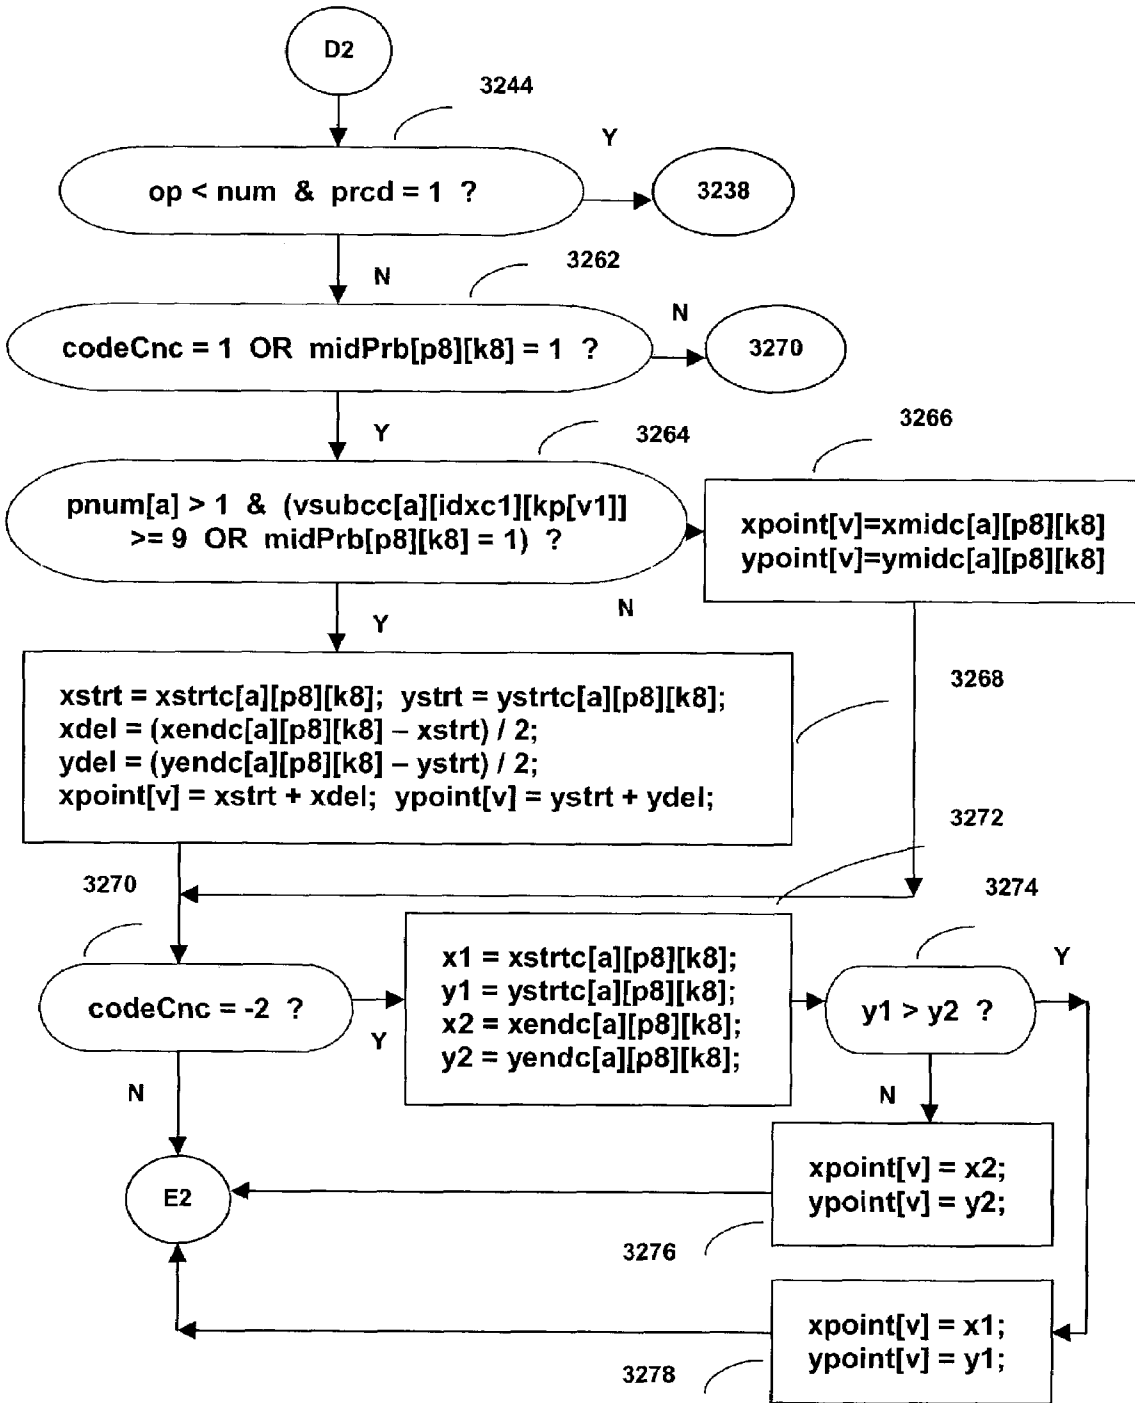 D2
3244
Y
op < num & prcd = 1 ?
3238
N
3262
N
codeCnc = 1 OR midPrb[p8][k8] = 1 ?
3270
Y
3264
3266
pnum[a] > 1 & (vsubcc[a][idxc1][kp[v1]]
>= 9 OR midPrb[p8][k8] = 1) ?
xpoint[v]=xmidc[a][p8][k8]
ypoint[v]=ymidc[a][p8][k8]
N
Y
3268
xstrt = xstrtc[a][p8][k8]; ystrt = ystrtc[a][p8][k8];
xdel = (xendc[a][p8][k8] – xstrt) / 2;
ydel = (yendc[a][p8][k8] – ystrt) / 2;
xpoint[v] = xstrt + xdel; ypoint[v] = ystrt + ydel;
3272
3270
3274
codeCnc = -2 ?
Y
x1 = xstrtc[a][p8][k8];
y1 = ystrtc[a][p8][k8];
x2 = xendc[a][p8][k8];
y2 = yendc[a][p8][k8];
y1 > y2 ?
Y
N
N
E2
xpoint[v] = x2;
ypoint[v] = y2;
3276
xpoint[v] = x1;
ypoint[v] = y1;
3278